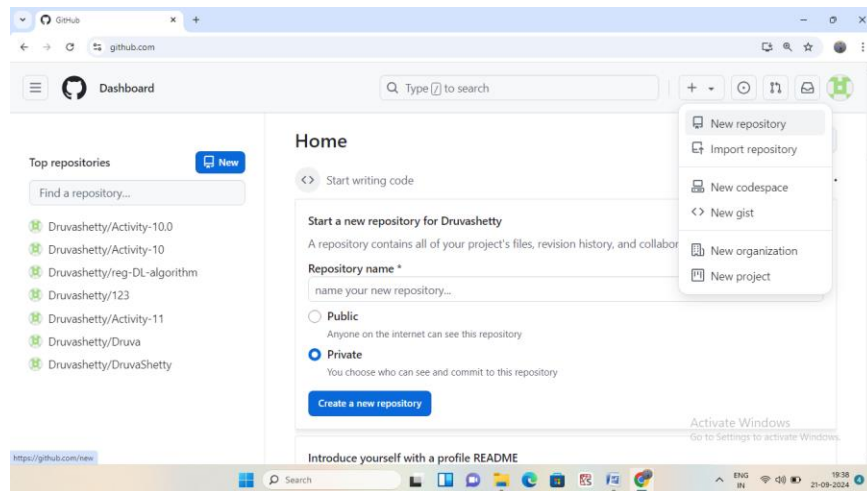 GitHub
github.com
Dashboard
Type / to search
New repository
Import repository
New codespace
New gist
New organization
New project
Top repositories
New
Find a repository...
Druvashetty/Activity-10.0
Druvashetty/Activity-10
Druvashetty/reg-DL-algorithm
Druvashetty/123
Druvashetty/Activity-11
Druvashetty/Druva
Druvashetty/DruvaShetty
Home
Start writing code
Start a new repository for Druvashetty
A repository contains all of your project's files, revision history, and collabor
Repository name *
name your new repository...
Public
Anyone on the internet can see this repository
Private
You choose who can see and commit to this repository
Create a new repository
Introduce yourself with a profile README
Activate Windows
Go to Settings to activate Windows.
https://github.com/new
Search
ENG
IN
19:38
21-09-2024